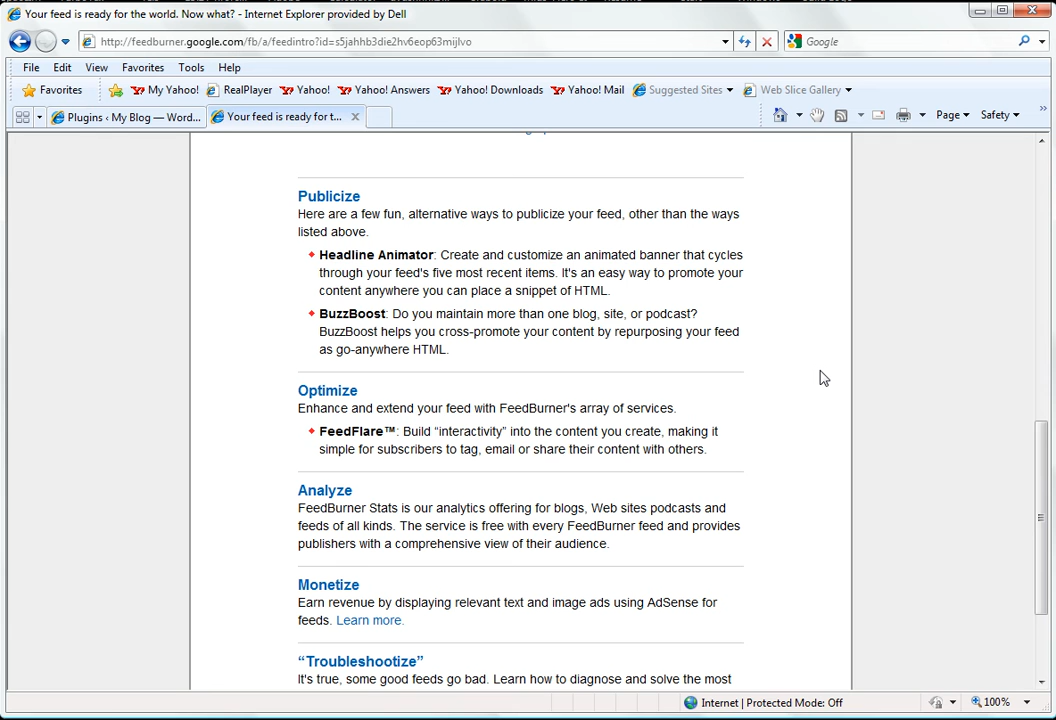 Your feed is ready for the world. Now what? - Internet Explorer provided by Dell
http://feedburner.google.com/fb/a/feedintro?id=s5jahhb3die2hv6eop63mijlvo
Google
File Edit View Favorites Tools Help
Favorites My Yahoo! RealPlayer Yahoo! Yahoo! Answers Yahoo! Downloads Yahoo! Mail Suggested Sites Web Slice Gallery
Plugins ‹ My Blog — Word... Your feed is ready for t... Page Safety
Publicize
Here are a few fun, alternative ways to publicize your feed, other than the ways
listed above.
Headline Animator: Create and customize an animated banner that cycles
through your feed's five most recent items. It's an easy way to promote your
content anywhere you can place a snippet of HTML.
BuzzBoost: Do you maintain more than one blog, site, or podcast?
BuzzBoost helps you cross-promote your content by repurposing your feed
as go-anywhere HTML.
Optimize
Enhance and extend your feed with FeedBurner's array of services.
FeedFlare™: Build “interactivity” into the content you create, making it
simple for subscribers to tag, email or share their content with others.
Analyze
FeedBurner Stats is our analytics offering for blogs, Web sites podcasts and
feeds of all kinds. The service is free with every FeedBurner feed and provides
publishers with a comprehensive view of their audience.
Monetize
Earn revenue by displaying relevant text and image ads using AdSense for
feeds. Learn more.
“Troubleshootize”
It's true, some good feeds go bad. Learn how to diagnose and solve the most
Internet | Protected Mode: Off 100%